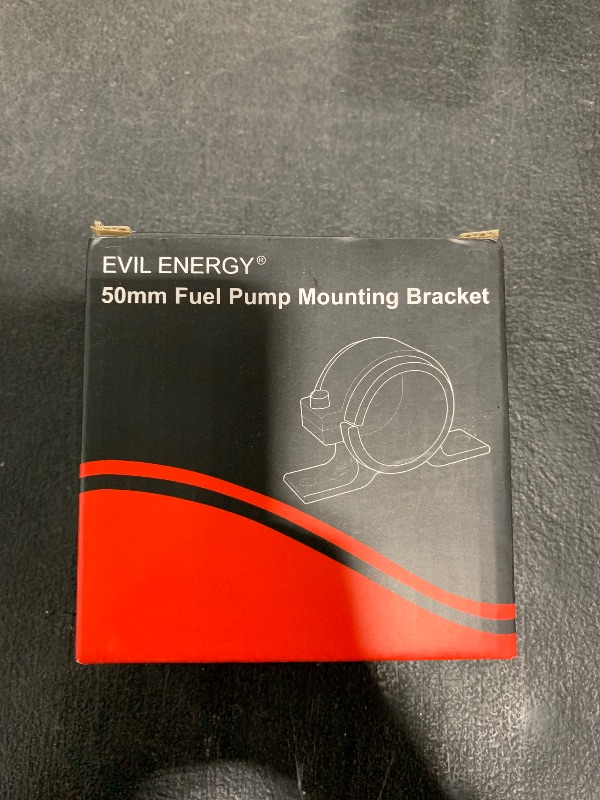 EVIL ENERGY®
50mm Fuel Pump Mounting Bracket